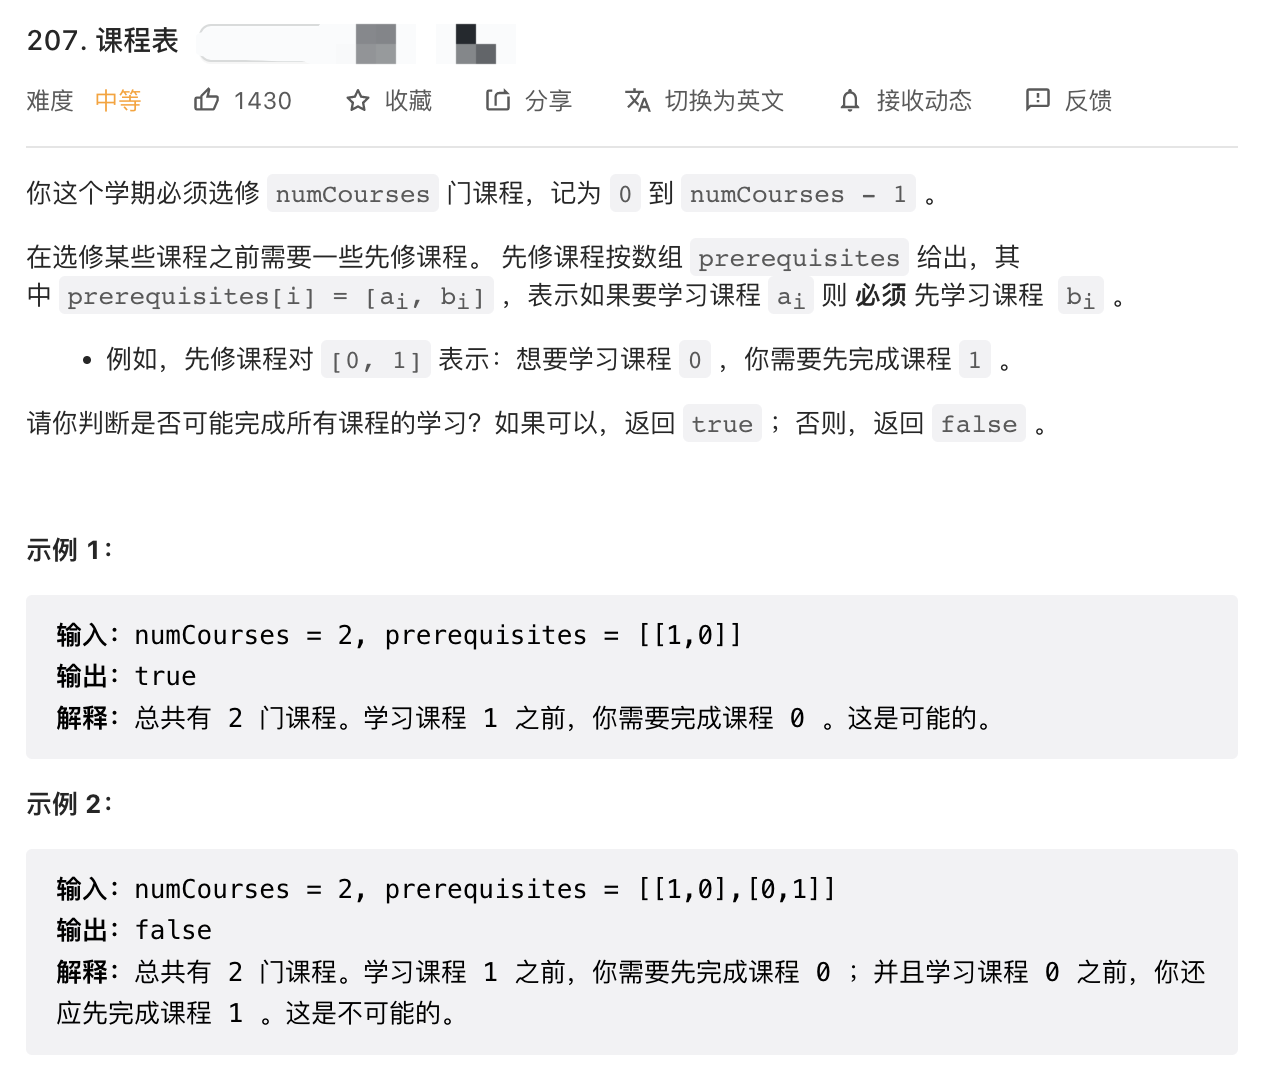 207. 课程表
难度 中等 1430 收藏 分享 切换为英文 接收动态 反馈
你这个学期必须选修 numCourses 门课程，记为 0 到 numCourses - 1 。
在选修某些课程之前需要一些先修课程。 先修课程按数组 prerequisites 给出，其
中 prerequisites[i] = [ai, bi] ，表示如果要学习课程 ai 则 必须 先学习课程 bi 。
• 例如，先修课程对 [0, 1] 表示：想要学习课程 0 ，你需要先完成课程 1 。
请你判断是否可能完成所有课程的学习？如果可以，返回 true ；否则，返回 false 。
示例 1：
输入：numCourses = 2, prerequisites = [[1,0]]
输出：true
解释：总共有 2 门课程。学习课程 1 之前，你需要完成课程 0 。这是可能的。
示例 2：
输入：numCourses = 2, prerequisites = [[1,0],[0,1]]
输出：false
解释：总共有 2 门课程。学习课程 1 之前，你需要先完成课程 0 ；并且学习课程 0 之前，你还
应先完成课程 1 。这是不可能的。